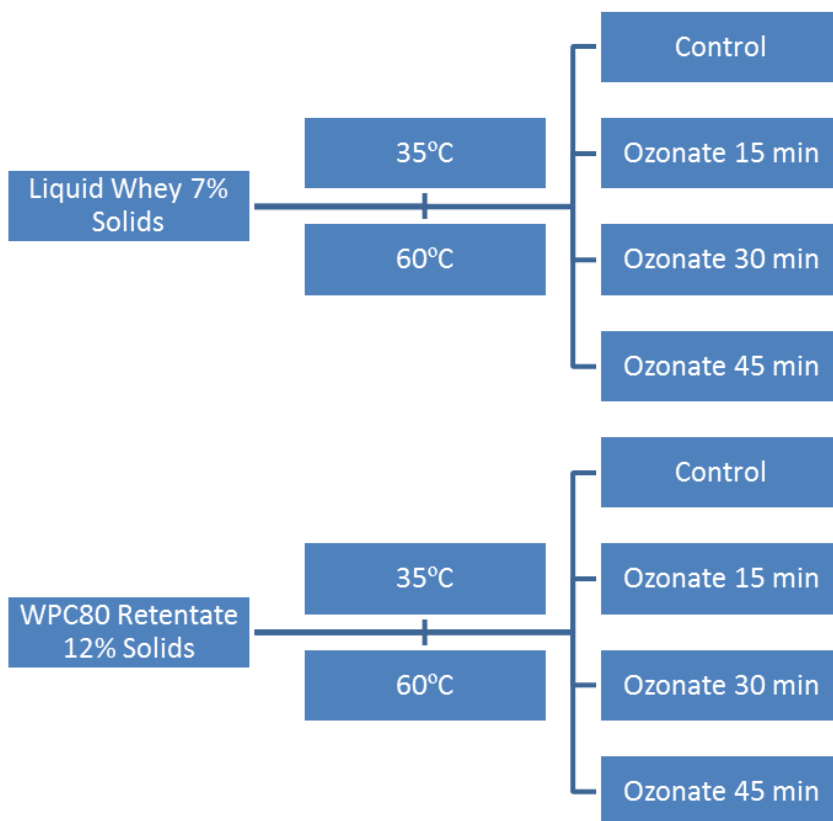 Control
35ºC
Ozonate 15 min
Liquid Whey 7%
Solids
60ºC
Ozonate 30 min
Ozonate 45 min
Control
35ºC
Ozonate 15 min
WPC80 Retentate
12% Solids
60ºC
Ozonate 30 min
Ozonate 45 min